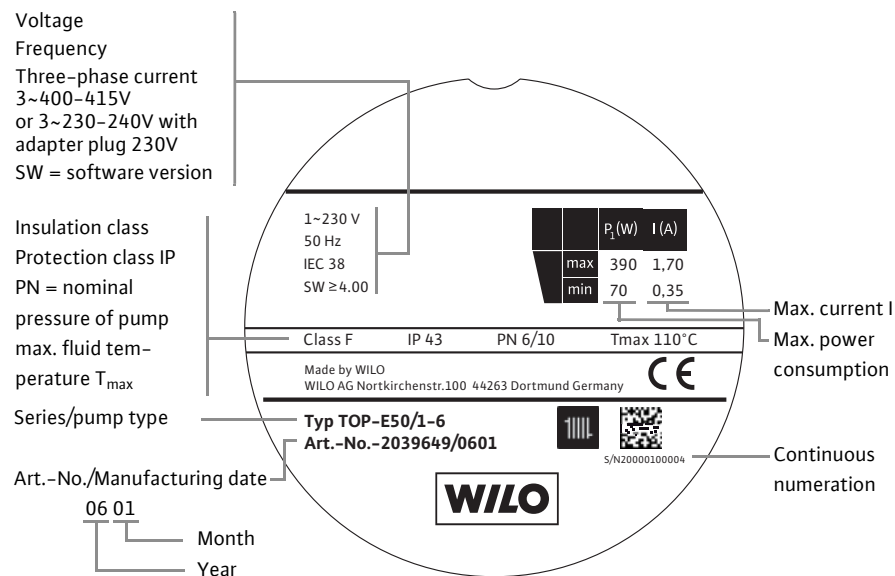 Voltage
Frequency
Three–phase current
3~400–415V
or 3~230–240V with
adapter plug 230V
SW = software version
Insulation class
Protection class IP
PN = nominal
pressure of pump
max. fluid tem–
perature Tmax
Series/pump type
Art.–No./Manufacturing date
06 01
Month
Year
1~230 V
50 Hz
IEC 38
SW ≥4.00
P1(W) I (A)
max 390 1,70
min 70 0,35
Class F IP 43 PN 6/10 Tmax 110°C
Made by WILO
WILO AG Nortkirchenstr.100 44263 Dortmund Germany
CE
Typ TOP–E50/1–6
Art.–No.–2039649/0601
S/N20000100004
WILO
Max. current I
Max. power
consumption
Continuous
numeration